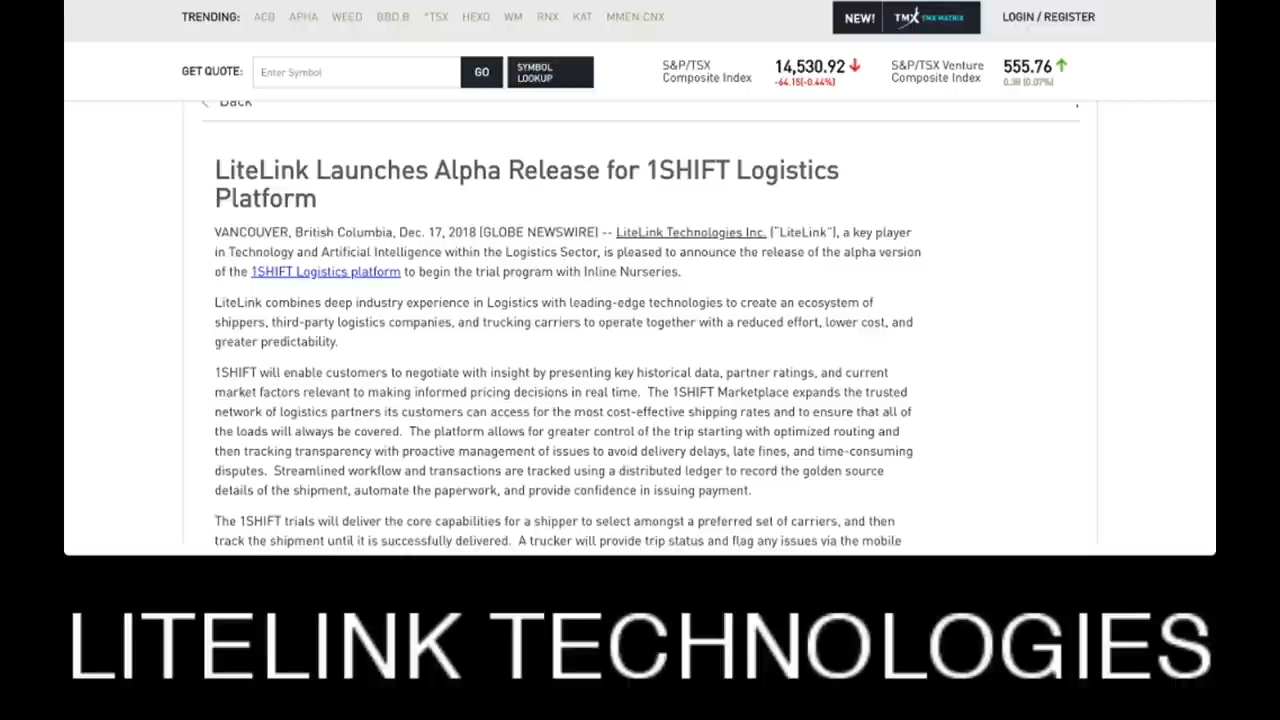 TRENDING: ACB APHA WEED BBD.B ^TSX HEXO WM RNX KAT MMEN:CNX NEW! TMX TMX MATRIX LOGIN / REGISTER
GET QUOTE: Enter Symbol GO SYMBOL LOOKUP S&P/TSX Composite Index 14,530.92 -64.15(-0.44%) S&P/TSX Venture Composite Index 555.76 0.38 (0.07%)
Back
LiteLink Launches Alpha Release for 1SHIFT Logistics
Platform
VANCOUVER, British Columbia, Dec. 17, 2018 (GLOBE NEWSWIRE) -- LiteLink Technologies Inc. ("LiteLink"), a key player
in Technology and Artificial Intelligence within the Logistics Sector, is pleased to announce the release of the alpha version
of the 1SHIFT Logistics platform to begin the trial program with Inline Nurseries.
LiteLink combines deep industry experience in Logistics with leading-edge technologies to create an ecosystem of
shippers, third-party logistics companies, and trucking carriers to operate together with a reduced effort, lower cost, and
greater predictability.
1SHIFT will enable customers to negotiate with insight by presenting key historical data, partner ratings, and current
market factors relevant to making informed pricing decisions in real time. The 1SHIFT Marketplace expands the trusted
network of logistics partners its customers can access for the most cost-effective shipping rates and to ensure that all of
the loads will always be covered. The platform allows for greater control of the trip starting with optimized routing and
then tracking transparency with proactive management of issues to avoid delivery delays, late fines, and time-consuming
disputes. Streamlined workflow and transactions are tracked using a distributed ledger to record the golden source
details of the shipment, automate the paperwork, and provide confidence in issuing payment.
The 1SHIFT trials will deliver the core capabilities for a shipper to select amongst a preferred set of carriers, and then
track the shipment until it is successfully delivered. A trucker will provide trip status and flag any issues via the mobile
LITELINK TECHNOLOGIES